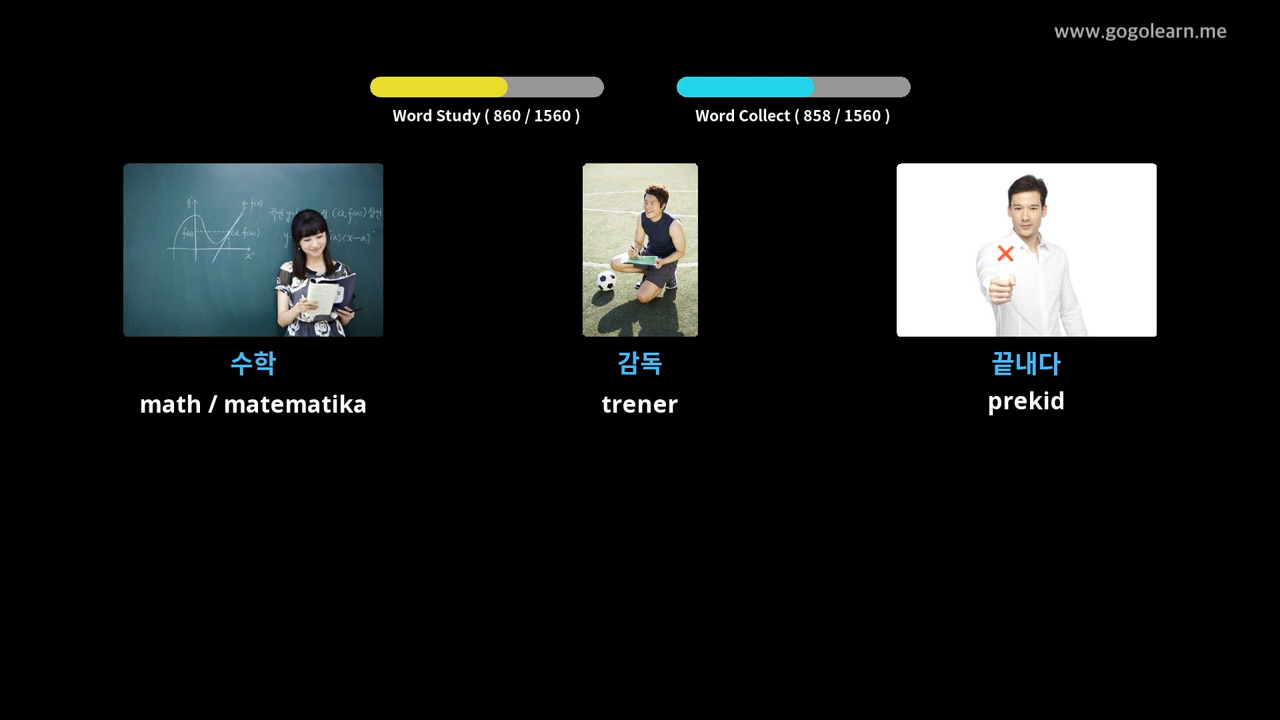 www.gogolearn.me
Word Study ( 860 / 1560 )
Word Collect ( 858 / 1560 )
수학
감독
끝내다
math / matematika
trener
prekid